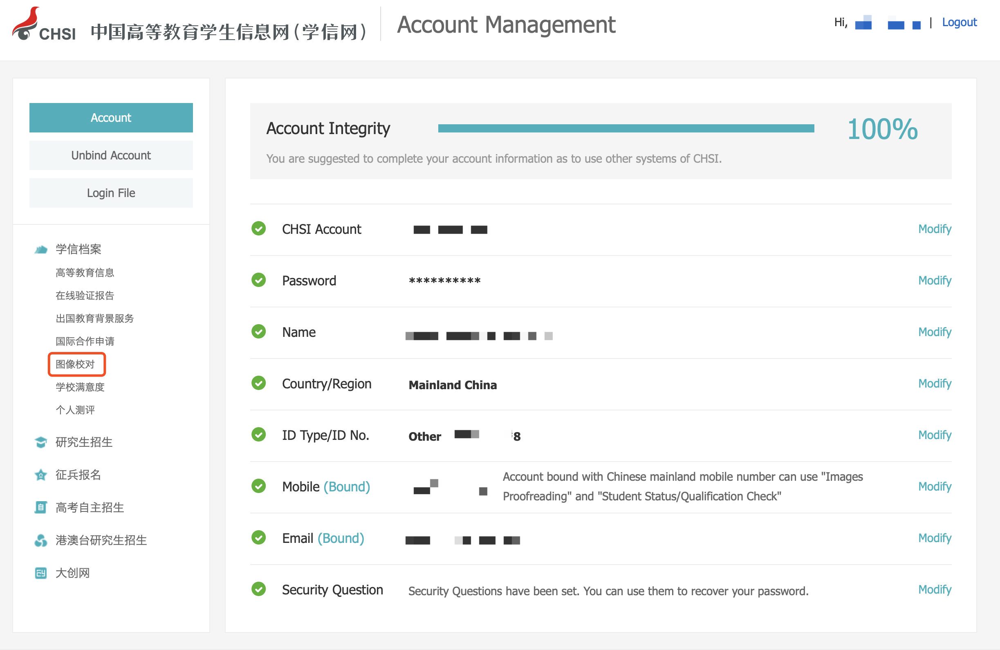 CHSI 中国高等教育学生信息网(学信网) Account Management
Hi, | Logout
Account
Unbind Account
Login File
学信档案
高等教育信息
在线验证报告
出国教育背景服务
国际合作申请
图像校对
学校满意度
个人测评
研究生招生
征兵报名
高考自主招生
港澳台研究生招生
大创网
Account Integrity 100%
You are suggested to complete your account information as to use other systems of CHSI.
CHSI Account Modify
Password ********** Modify
Name Modify
Country/Region Mainland China Modify
ID Type/ID No. Other 8 Modify
Mobile (Bound) Account bound with Chinese mainland mobile number can use "Images
Proofreading" and "Student Status/Qualification Check" Modify
Email (Bound) Modify
Security Question Security Questions have been set. You can use them to recover your password. Modify